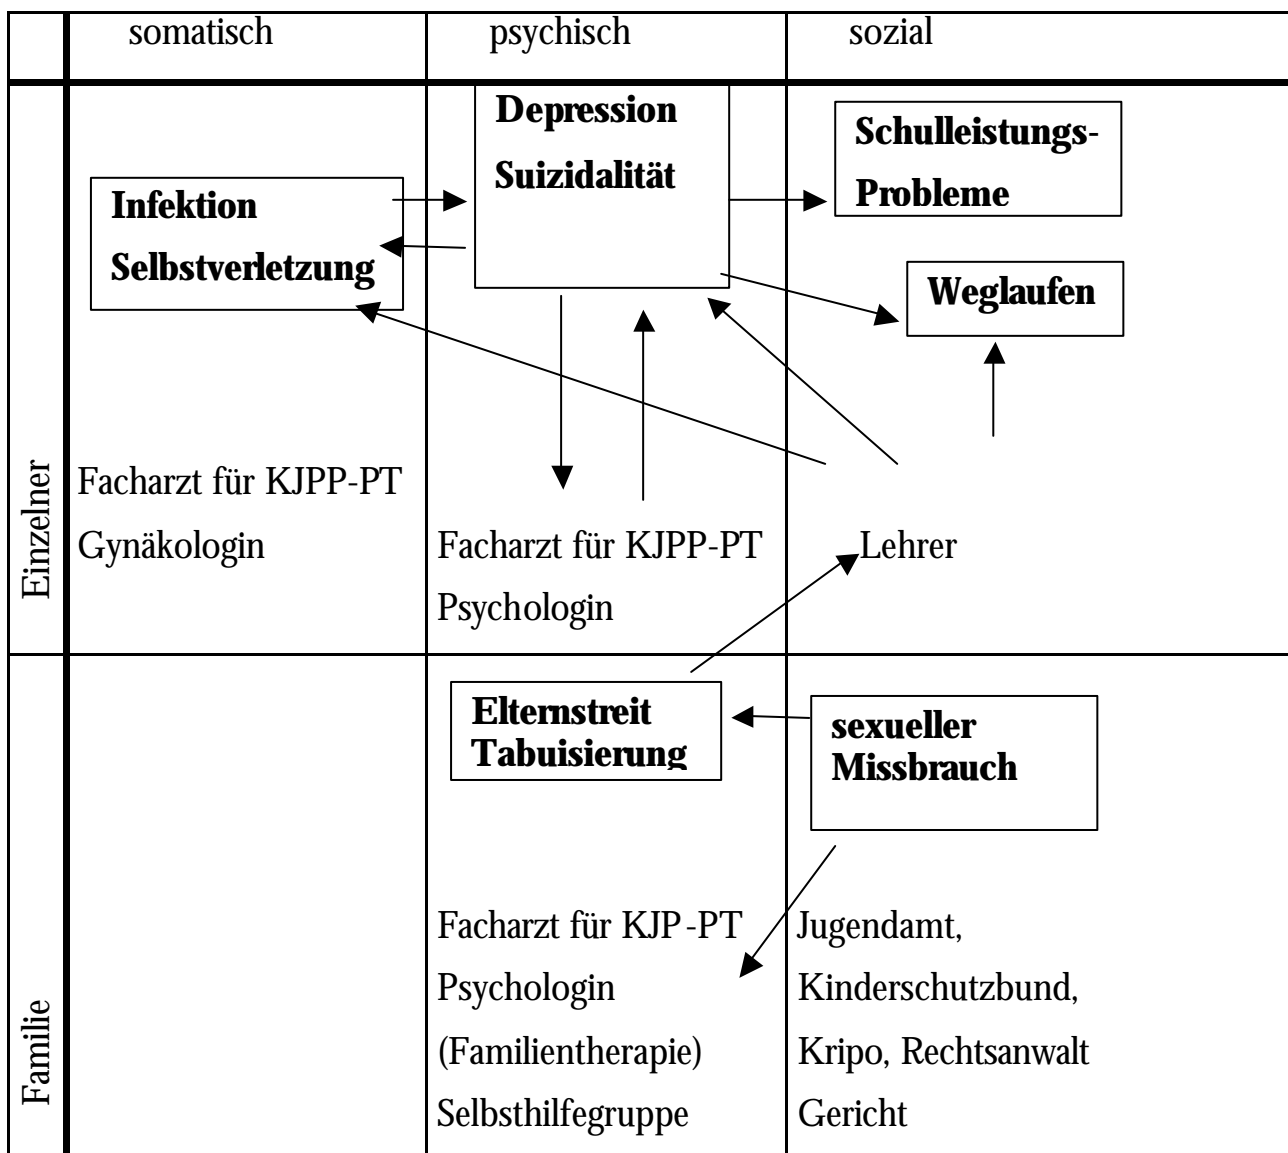 somatisch
psychisch
sozial
Einzelner
Infektion
Selbstverletzung
Facharzt für KJPP-PT
Gynäkologin
Depression
Suizidalität
Facharzt für KJPP-PT
Psychologin
Schulleistungs-
Probleme
Weglaufen
Lehrer
Familie
Elternstreit
Tabuisierung
Facharzt für KJP-PT
Psychologin
(Familientherapie)
Selbsthilfegruppe
sexueller
Missbrauch
Jugendamt,
Kinderschutzbund,
Kripo, Rechtsanwalt
Gericht